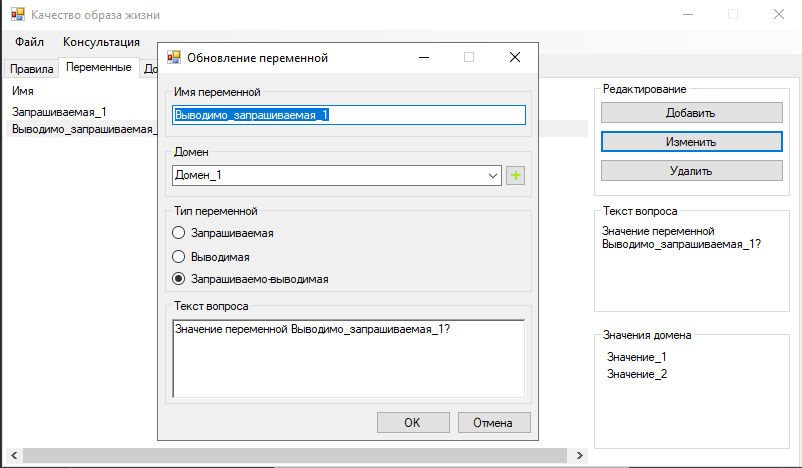 Качество образа жизни
Файл Консультация
Правила Переменные До
Имя
Запрашиваемая_1
Выводимо_запрашиваемая_
Обновление переменной
Имя переменной
Выводимо_запрашиваемая_1
Домен
Домен_1
Тип переменной
Запрашиваемая
Выводимая
Запрашиваемо-выводимая
Текст вопроса
Значение переменной Выводимо_запрашиваемая_1?
OK Отмена
Редактирование
Добавить
Изменить
Удалить
Текст вопроса
Значение переменной
Выводимо_запрашиваемая_1?
Значения домена
Значение_1
Значение_2